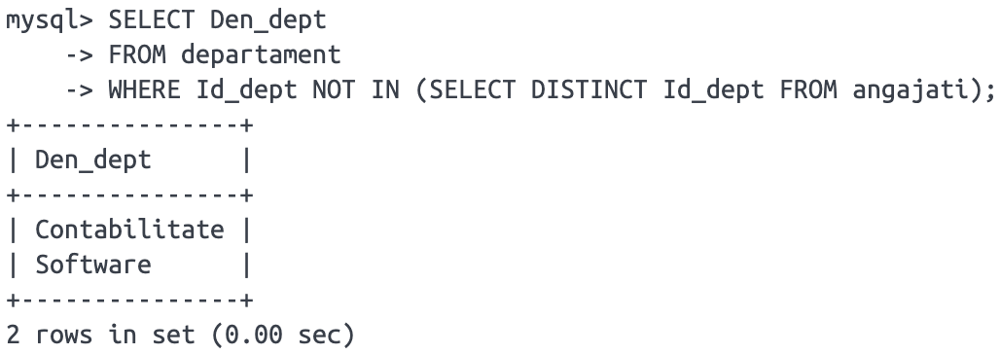 mysql> SELECT Den_dept
    -> FROM departament
    -> WHERE Id_dept NOT IN (SELECT DISTINCT Id_dept FROM angajati);
+---------------+
| Den_dept      |
+---------------+
| Contabilitate |
| Software      |
+---------------+
2 rows in set (0.00 sec)